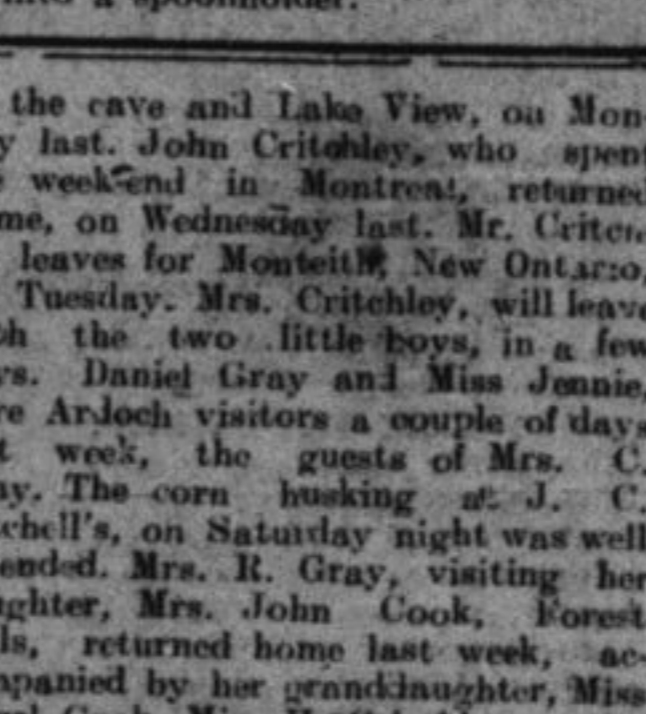 a spoonholder.
the cave and Lake View, on Mon-
y last. John Critchley, who spent
week-end in Montreal, returned
me, on Wednesday last. Mr. Critch
leaves for Monteith, New Ontario,
Tuesday. Mrs. Critchley, will leave
h the two little boys, in a few
s. Daniel Gray and Miss Jennie,
re Ardoch visitors a couple of days
t week, the guests of Mrs. C.
ay. The corn husking at J. C.
chell's, on Saturday night was well
ended. Mrs. R. Gray, visiting her
ughter, Mrs. John Cook, Forest
ls, returned home last week, ac-
mpanied by her granddaughter, Miss